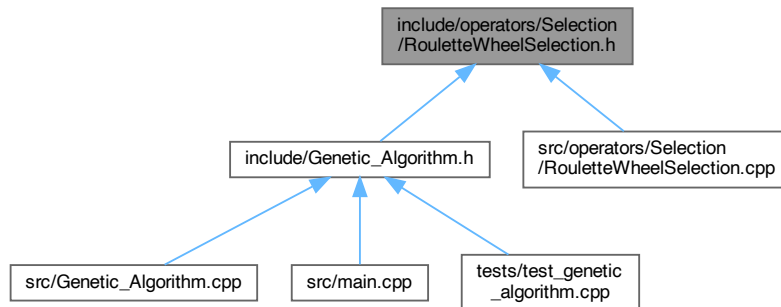 include/operators/Selection
/RouletteWheelSelection.h
include/Genetic_Algorithm.h
src/operators/Selection
/RouletteWheelSelection.cpp
src/Genetic_Algorithm.cpp
src/main.cpp
tests/test_genetic
_algorithm.cpp